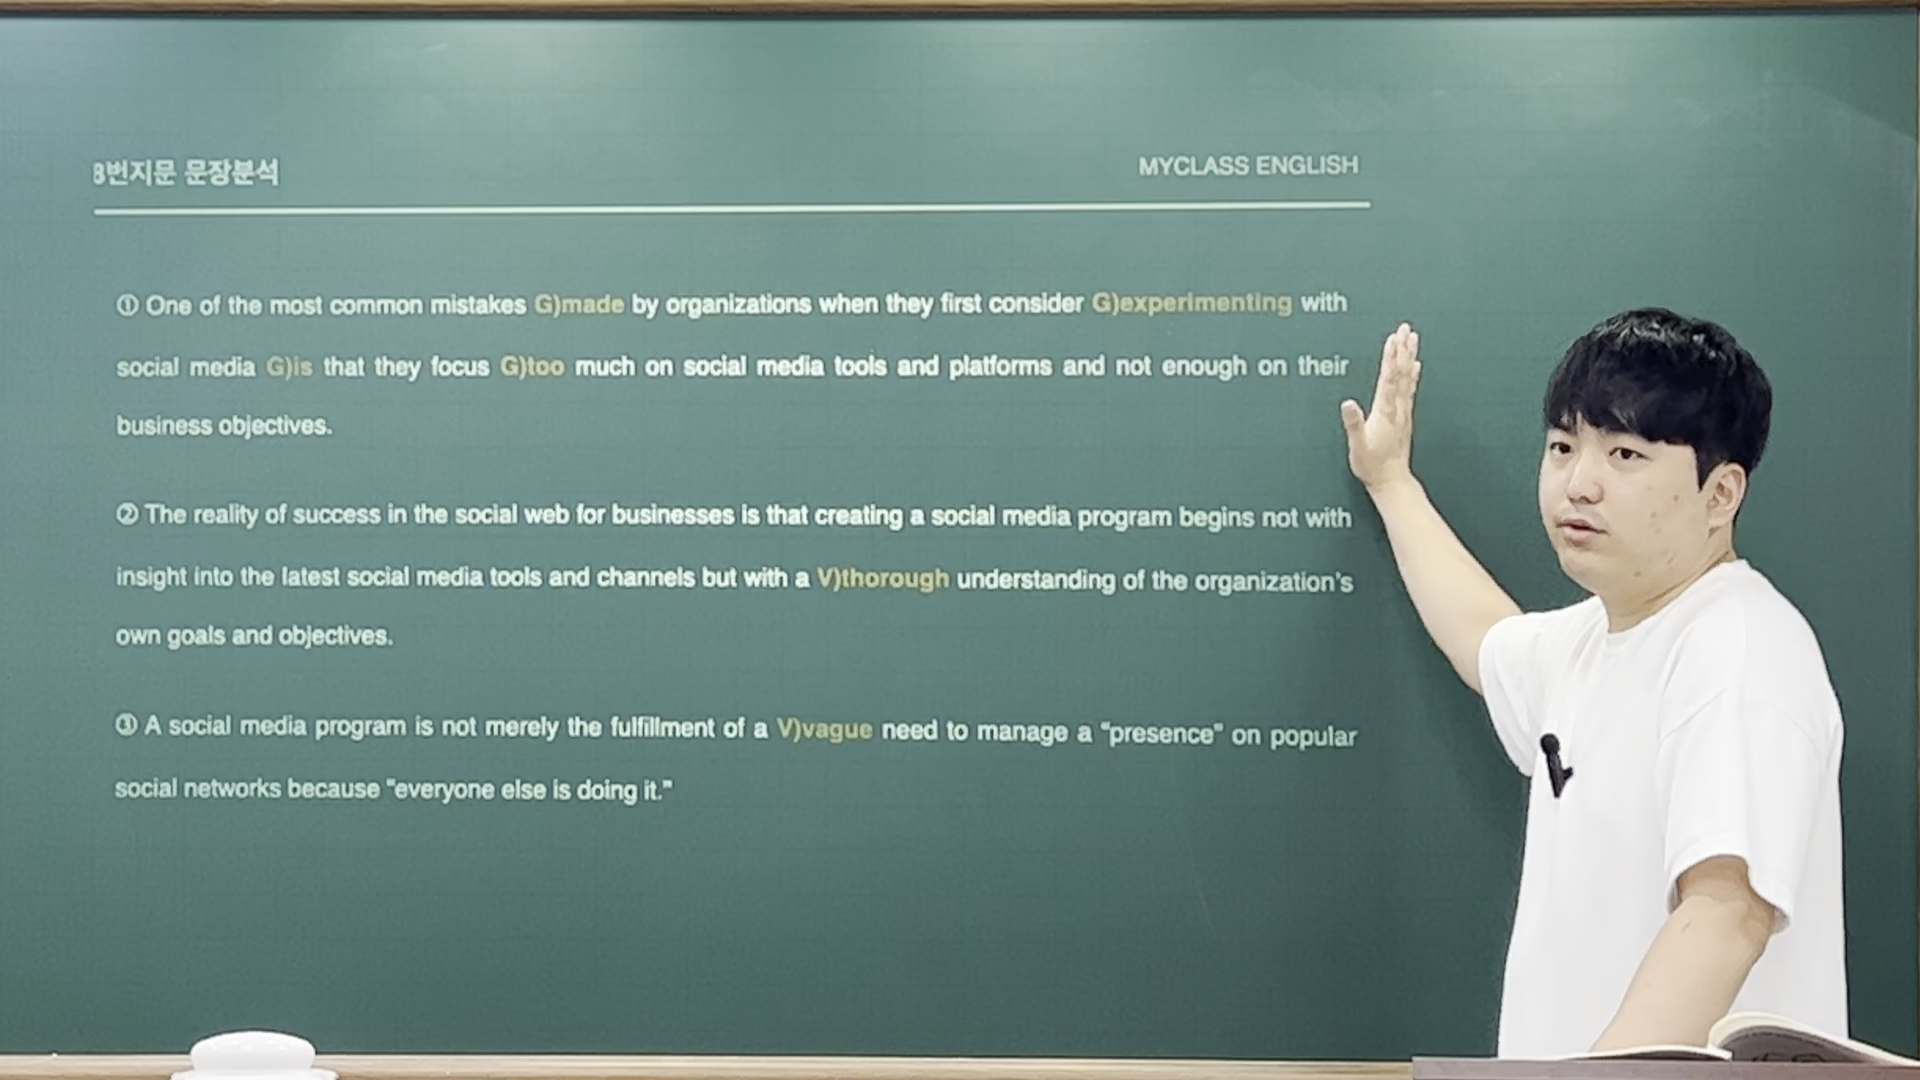 8번지문 문장분석
MYCLASS ENGLISH
① One of the most common mistakes G)made by organizations when they first consider G)experimenting with
social media G)is that they focus G)too much on social media tools and platforms and not enough on their
business objectives.
② The reality of success in the social web for businesses is that creating a social media program begins not with
insight into the latest social media tools and channels but with a V)thorough understanding of the organization's
own goals and objectives.
③ A social media program is not merely the fulfillment of a V)vague need to manage a "presence" on popular
social networks because "everyone else is doing it."